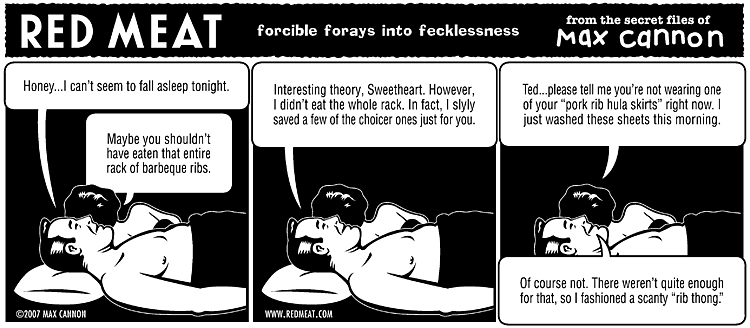 RED MEAT
forcible forays into fecklessness
from the secret files of
Max Cannon
Honey...I can't seem to fall asleep tonight.
Maybe you shouldn't
have eaten that entire
rack of barbeque ribs.
©2007 MAX CANNON
Interesting theory, Sweetheart. However,
I didn't eat the whole rack. In fact, I slyly
saved a few of the choicer ones just for you.
WWW.REDMEAT.COM
Ted...please tell me you're not wearing one
of your "pork rib hula skirts" right now. I
just washed these sheets this morning.
Of course not. There weren't quite enough
for that, so I fashioned a scanty "rib thong."